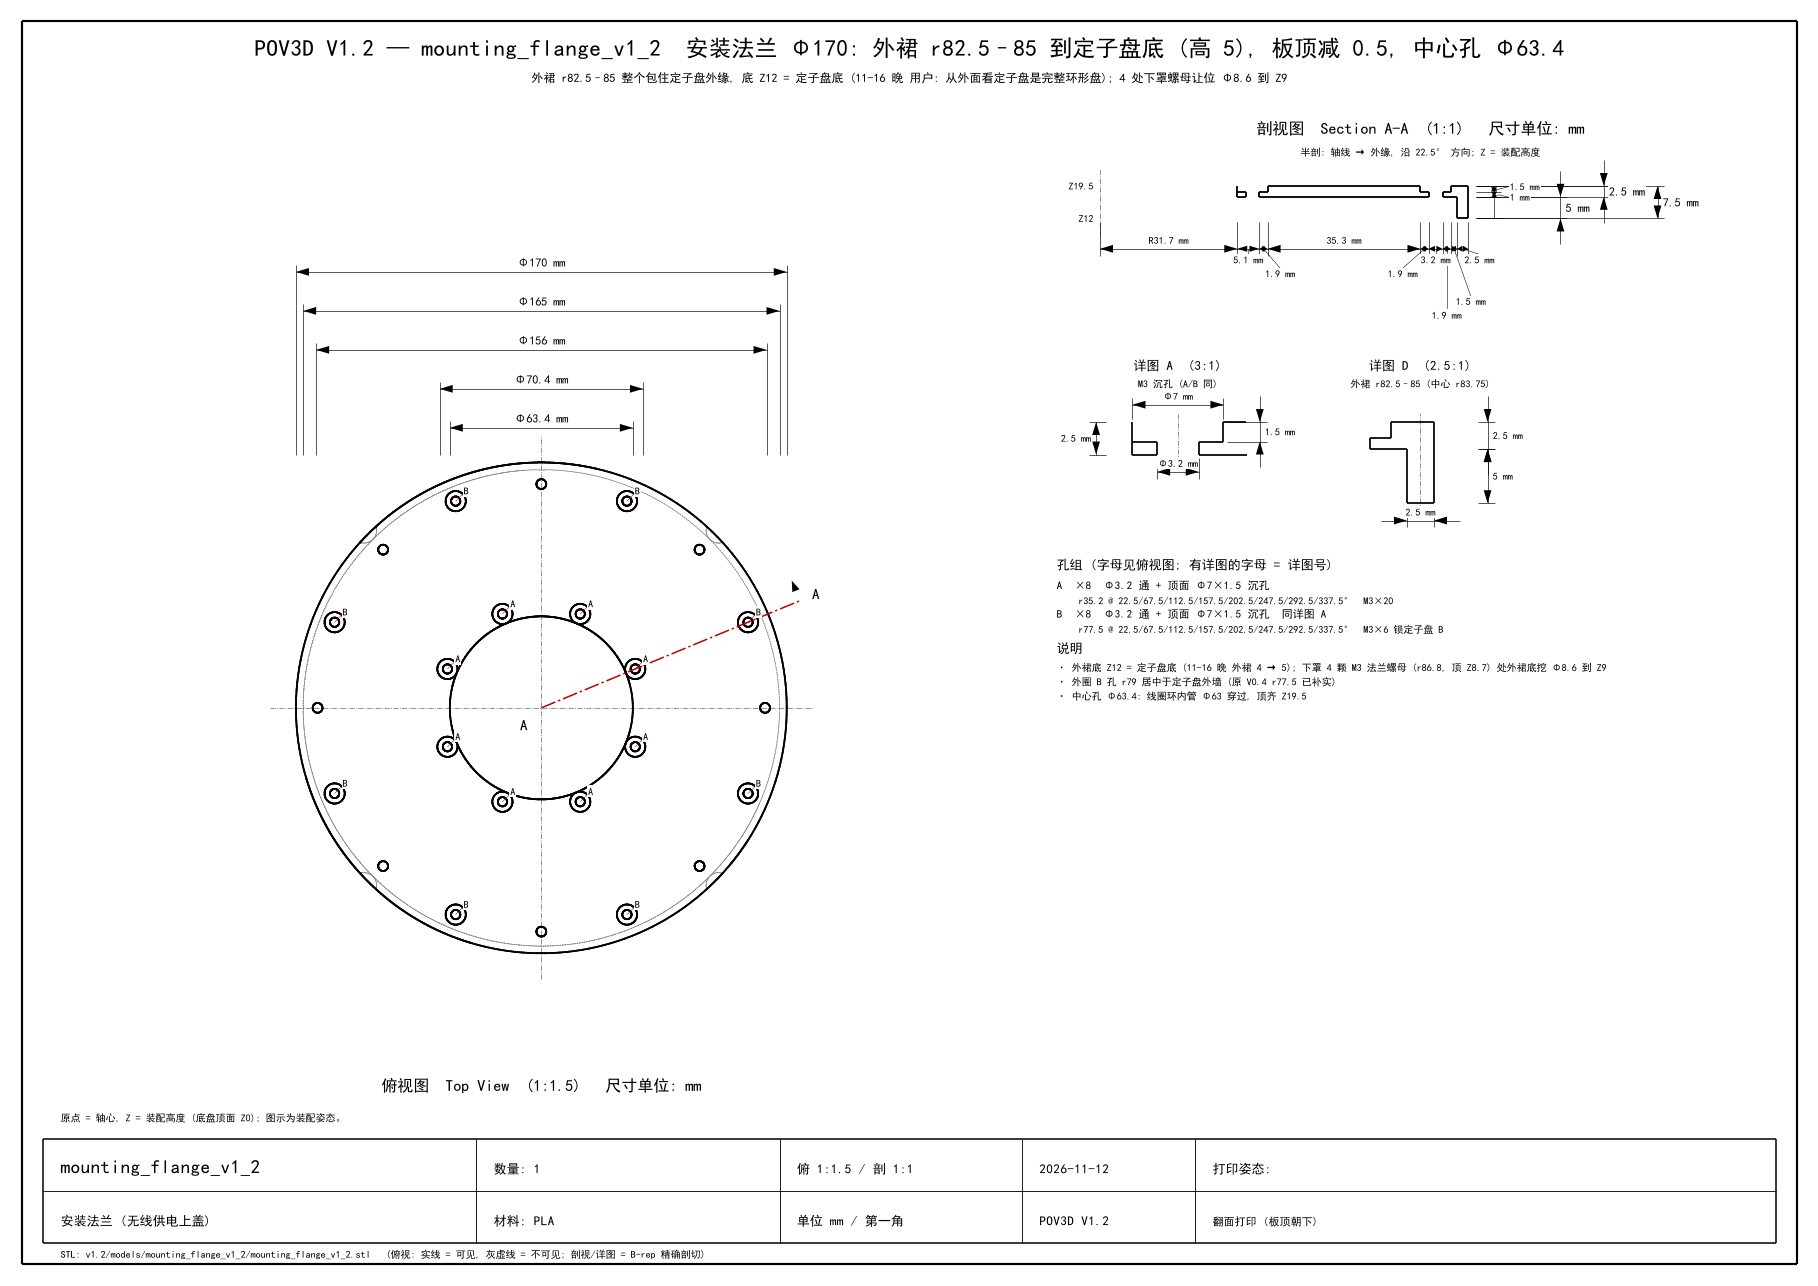 POV3D V1.2 — mounting_flange_v1_2  安装法兰 Φ170: 外裙 r82.5–85 到定子盘底 (高 5), 板顶减 0.5, 中心孔 Φ63.4
外裙 r82.5–85 整个包住定子盘外缘, 底 Z12 = 定子盘底 (11-16 晚 用户: 从外面看定子盘是完整环形盘); 4 处下罩螺母让位 Φ8.6 到 Z9
剖视图  Section A-A  (1:1)   尺寸单位: mm
半剖: 轴线 → 外缘, 沿 22.5° 方向; Z = 装配高度
Z19.5
Z12
1.5 mm
1 mm
2.5 mm
5 mm
7.5 mm
R31.7 mm
35.3 mm
5.1 mm
1.9 mm
1.9 mm
3.2 mm
2.5 mm
1.5 mm
1.9 mm
Φ170 mm
Φ165 mm
Φ156 mm
Φ70.4 mm
Φ63.4 mm
详图 A  (3:1)
M3 沉孔 (A/B 同)
Φ7 mm
2.5 mm
1.5 mm
Φ3.2 mm
详图 D  (2.5:1)
外裙 r82.5–85 (中心 r83.75)
2.5 mm
5 mm
2.5 mm
B
B
B
B
A
A
A
A
A
A
A
A
A
A
B
B
B
B
孔组 (字母见俯视图; 有详图的字母 = 详图号)
A  ×8  Φ3.2 通 + 顶面 Φ7×1.5 沉孔
r35.2 @ 22.5/67.5/112.5/157.5/202.5/247.5/292.5/337.5°  M3×20
B  ×8  Φ3.2 通 + 顶面 Φ7×1.5 沉孔  同详图 A
r77.5 @ 22.5/67.5/112.5/157.5/202.5/247.5/292.5/337.5°  M3×6 锁定子盘 B
说明
· 外裙底 Z12 = 定子盘底 (11-16 晚 外裙 4 → 5); 下罩 4 颗 M3 法兰螺母 (r86.8, 顶 Z8.7) 处外裙底挖 Φ8.6 到 Z9
· 外圈 B 孔 r79 居中于定子盘外墙 (原 V0.4 r77.5 已补实)
· 中心孔 Φ63.4: 线圈环内管 Φ63 穿过, 顶齐 Z19.5
俯视图  Top View  (1:1.5)   尺寸单位: mm
原点 = 轴心, Z = 装配高度 (底盘顶面 Z0); 图示为装配姿态。
mounting_flange_v1_2
数量: 1
俯 1:1.5 / 剖 1:1
2026-11-12
打印姿态:
安装法兰 (无线供电上盖)
材料: PLA
单位 mm / 第一角
POV3D V1.2
翻面打印 (板顶朝下)
STL: v1.2/models/mounting_flange_v1_2/mounting_flange_v1_2.stl  (俯视: 实线 = 可见, 灰虚线 = 不可见; 剖视/详图 = B-rep 精确剖切)